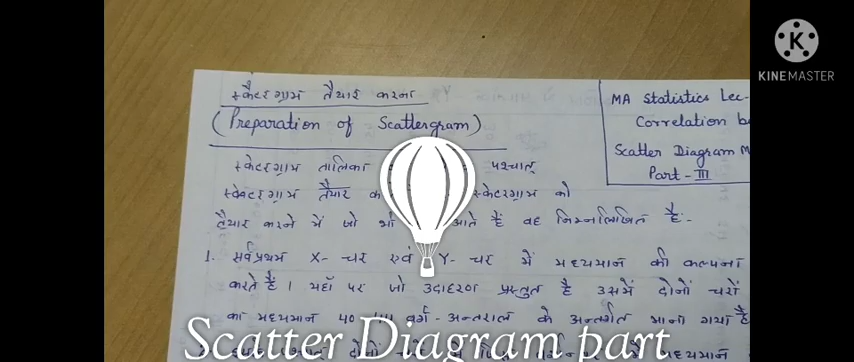 स्कैटरग्राम तैयार करना
(Preparation of Scattergram)
MA Statistics Lec-
Correlation b
Scatter Diagram M
Part-III
स्केटरग्राम तालिका पश्चात्
स्केटरग्राम तैयार क स्केटरग्राम को
तैयार करने में जो भी आते हैं वह निम्नलिखित हैं:-
1. सर्वप्रथम X- चर एवं Y- चर में मध्यमान की कल्पना
करते हैं। यहाँ पर जो उदाहरण प्रस्तुत है उसमें दोनों चरों
का मध्यमान 40 वर्ग-अन्तराल के अन्तर्गत माना गया है
Scatter Diagram part
KINEMASTER